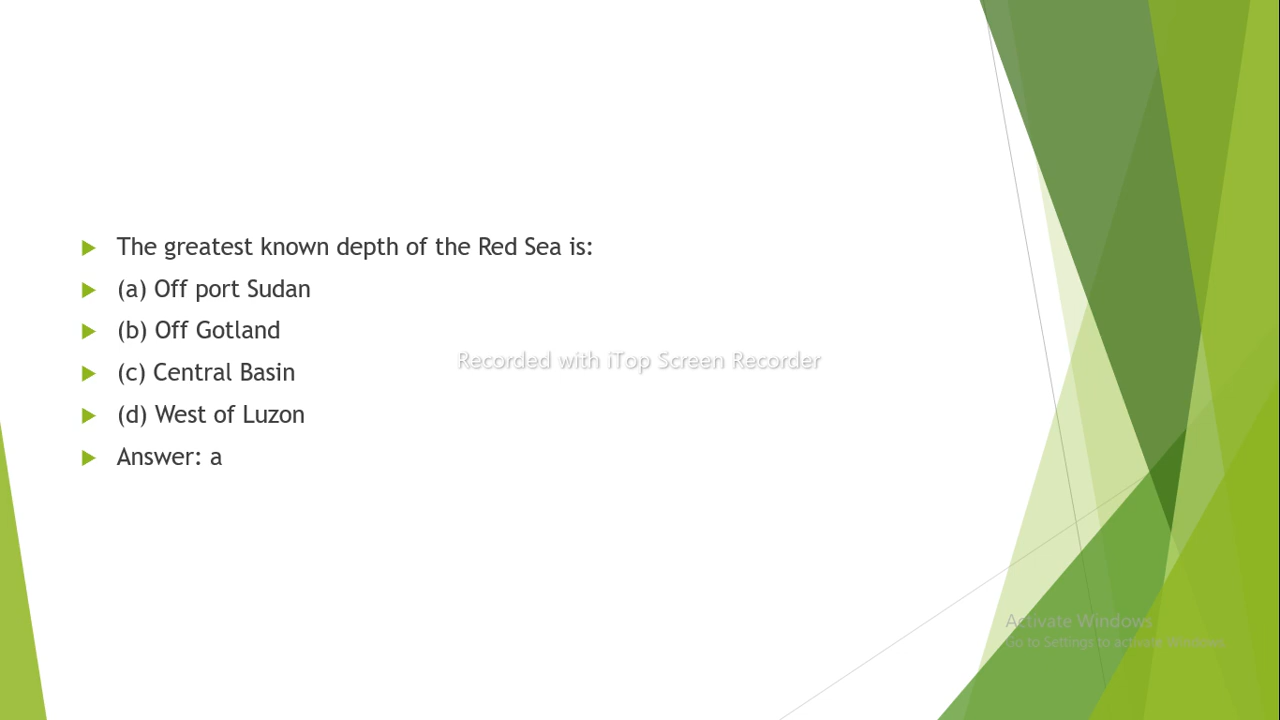 The greatest known depth of the Red Sea is:
(a) Off port Sudan
(b) Off Gotland
Recorded with iTop Screen Recorder
(c) Central Basin
(d) West of Luzon
Answer: a
Activate Windows
Go to Settings to activate Windows.